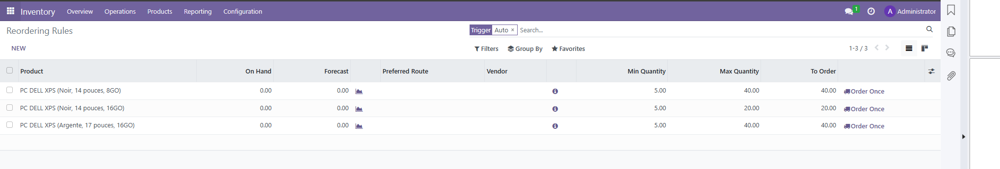 Inventory Overview Operations Products Reporting Configuration 1 A Administrator
Reordering Rules Trigger Auto × Search...
NEW Filters Group By Favorites 1-3 / 3
Product On Hand Forecast Preferred Route Vendor Min Quantity Max Quantity To Order
PC DELL XPS (Noir, 14 pouces, 8GO) 0.00 0.00 5.00 40.00 40.00 Order Once
PC DELL XPS (Noir, 14 pouces, 16GO) 0.00 0.00 5.00 20.00 20.00 Order Once
PC DELL XPS (Argente, 17 pouces, 16GO) 0.00 0.00 5.00 40.00 40.00 Order Once